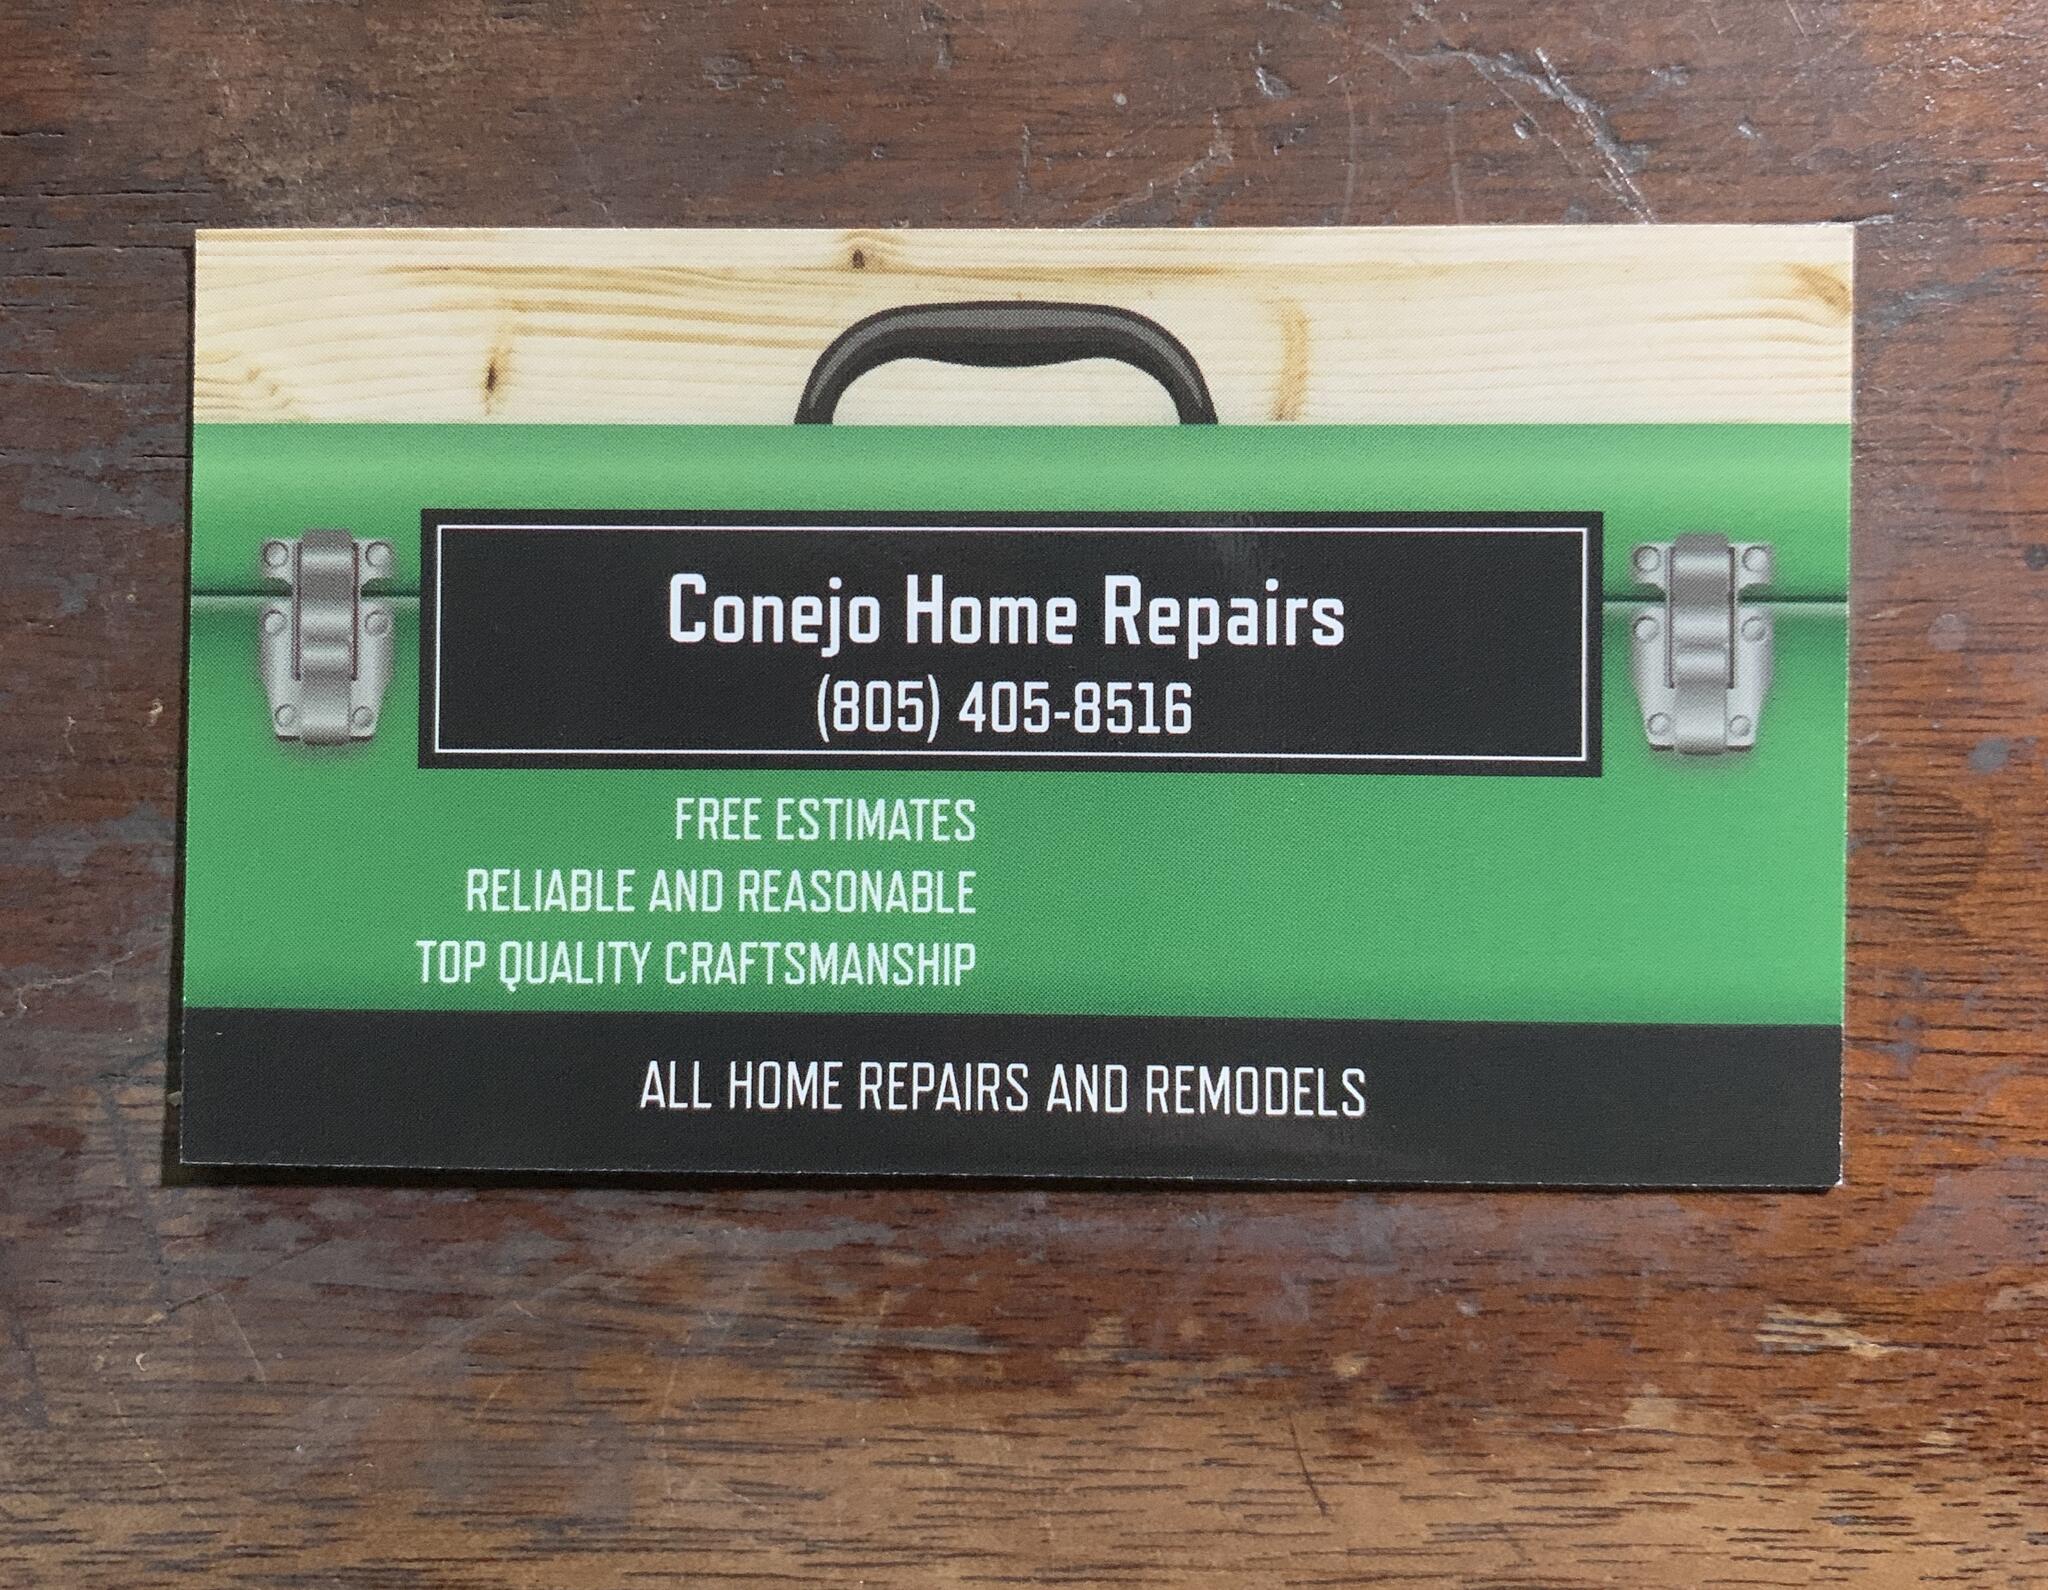 Conejo Home Repairs
(805) 405-8516
FREE ESTIMATES
RELIABLE AND REASONABLE
TOP QUALITY CRAFTSMANSHIP
ALL HOME REPAIRS AND REMODELS